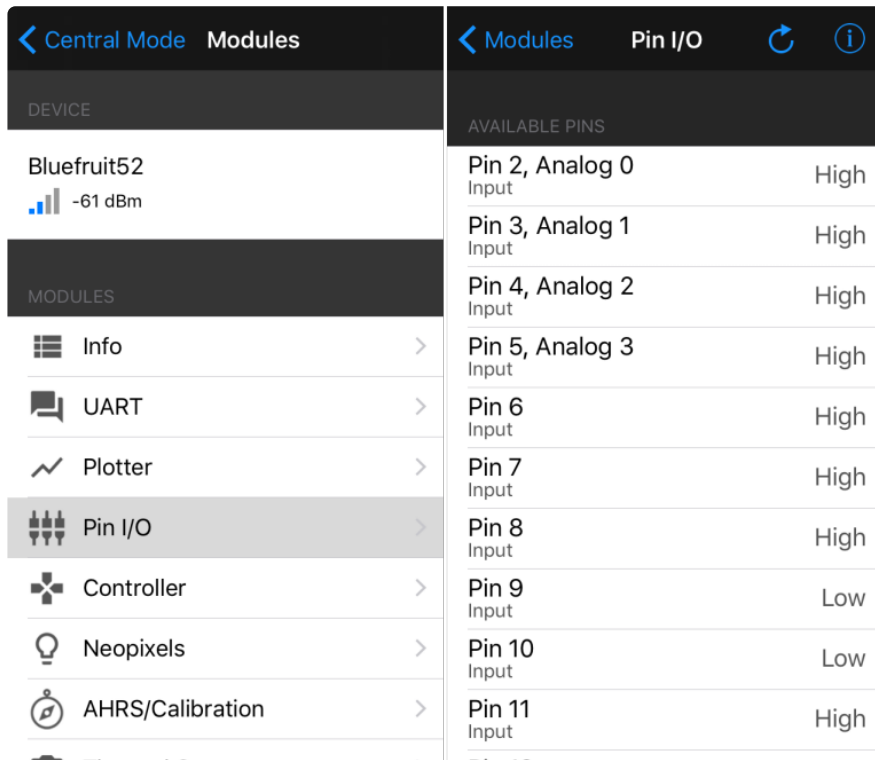 Central Mode Modules
DEVICE
Bluefruit52
-61 dBm
MODULES
Info
UART
Plotter
Pin I/O
Controller
Neopixels
AHRS/Calibration
Modules Pin I/O
AVAILABLE PINS
Pin 2, Analog 0
Input
High
Pin 3, Analog 1
Input
High
Pin 4, Analog 2
Input
High
Pin 5, Analog 3
Input
High
Pin 6
Input
High
Pin 7
Input
High
Pin 8
Input
High
Pin 9
Input
Low
Pin 10
Input
Low
Pin 11
Input
High